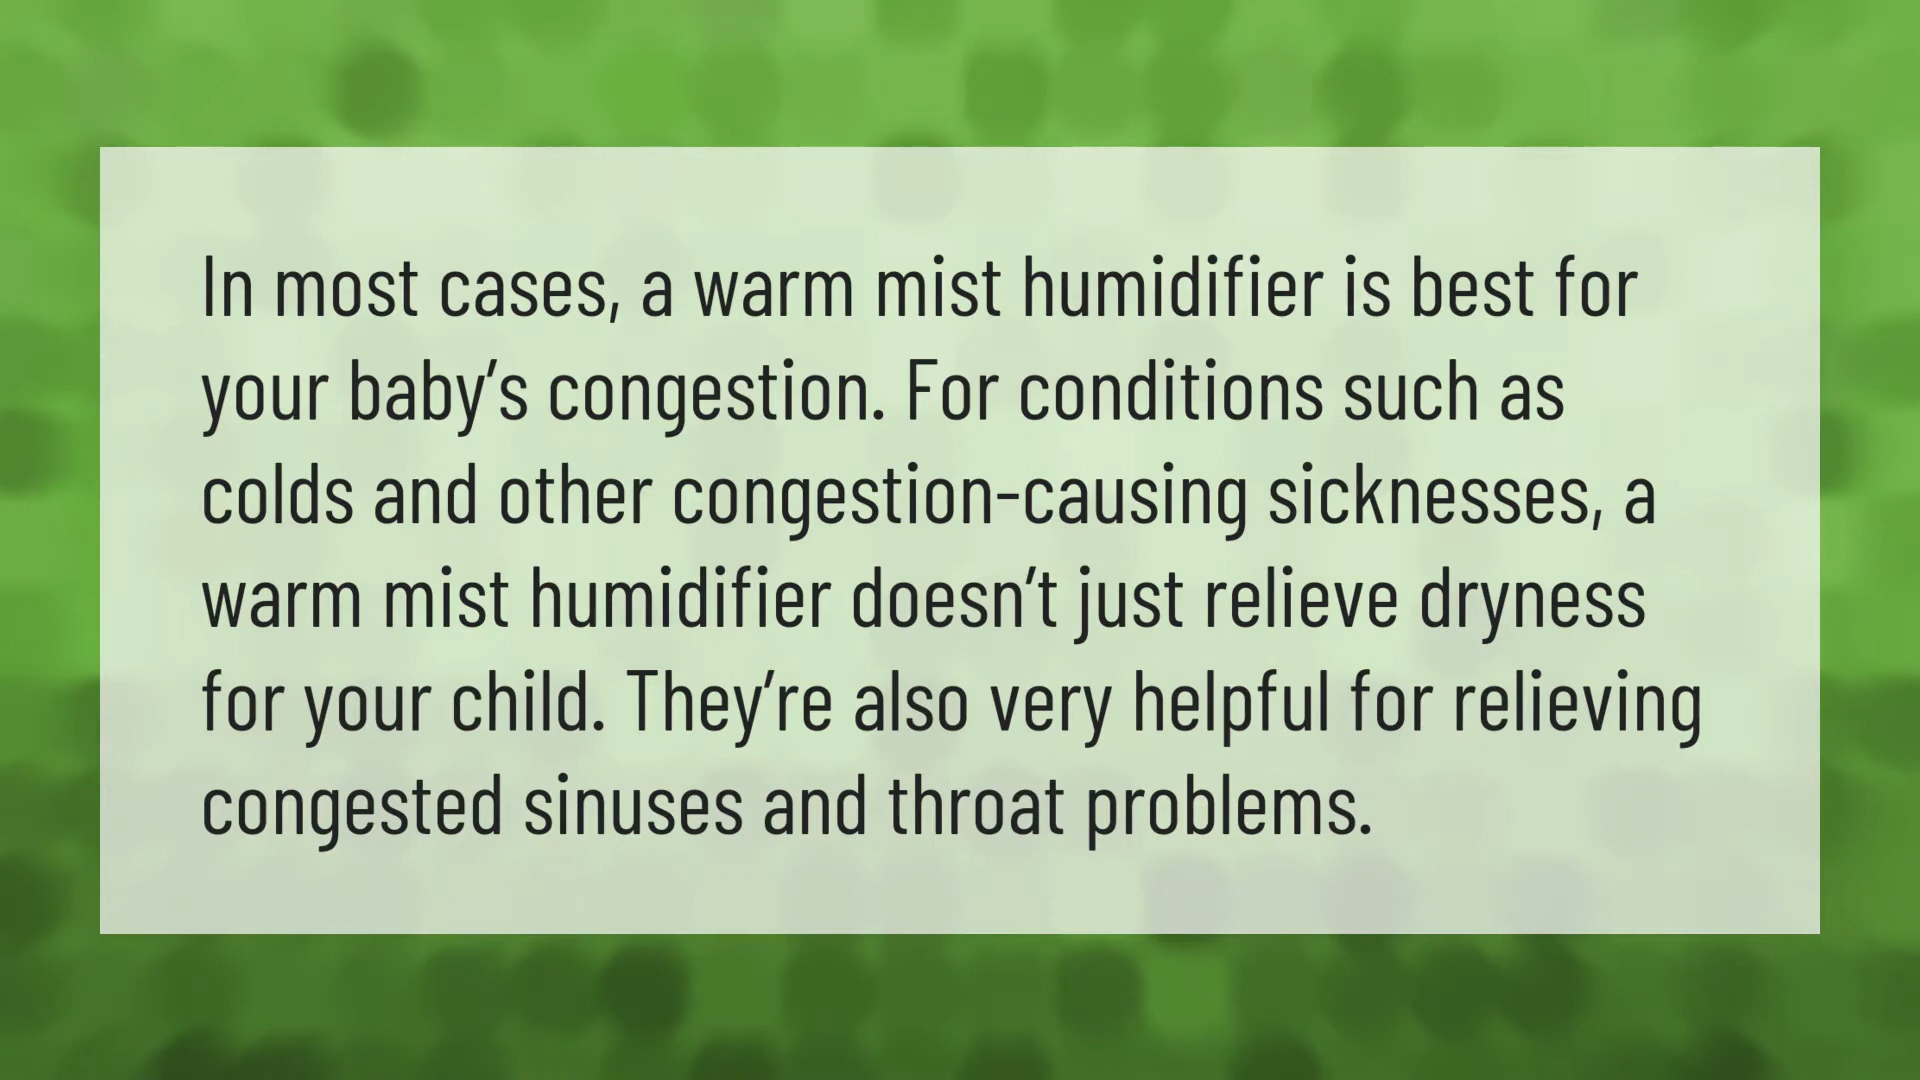 In most cases, a warm mist humidifier is best for
your baby’s congestion. For conditions such as
colds and other congestion-causing sicknesses, a
warm mist humidifier doesn’t just relieve dryness
for your child. They’re also very helpful for relieving
congested sinuses and throat problems.